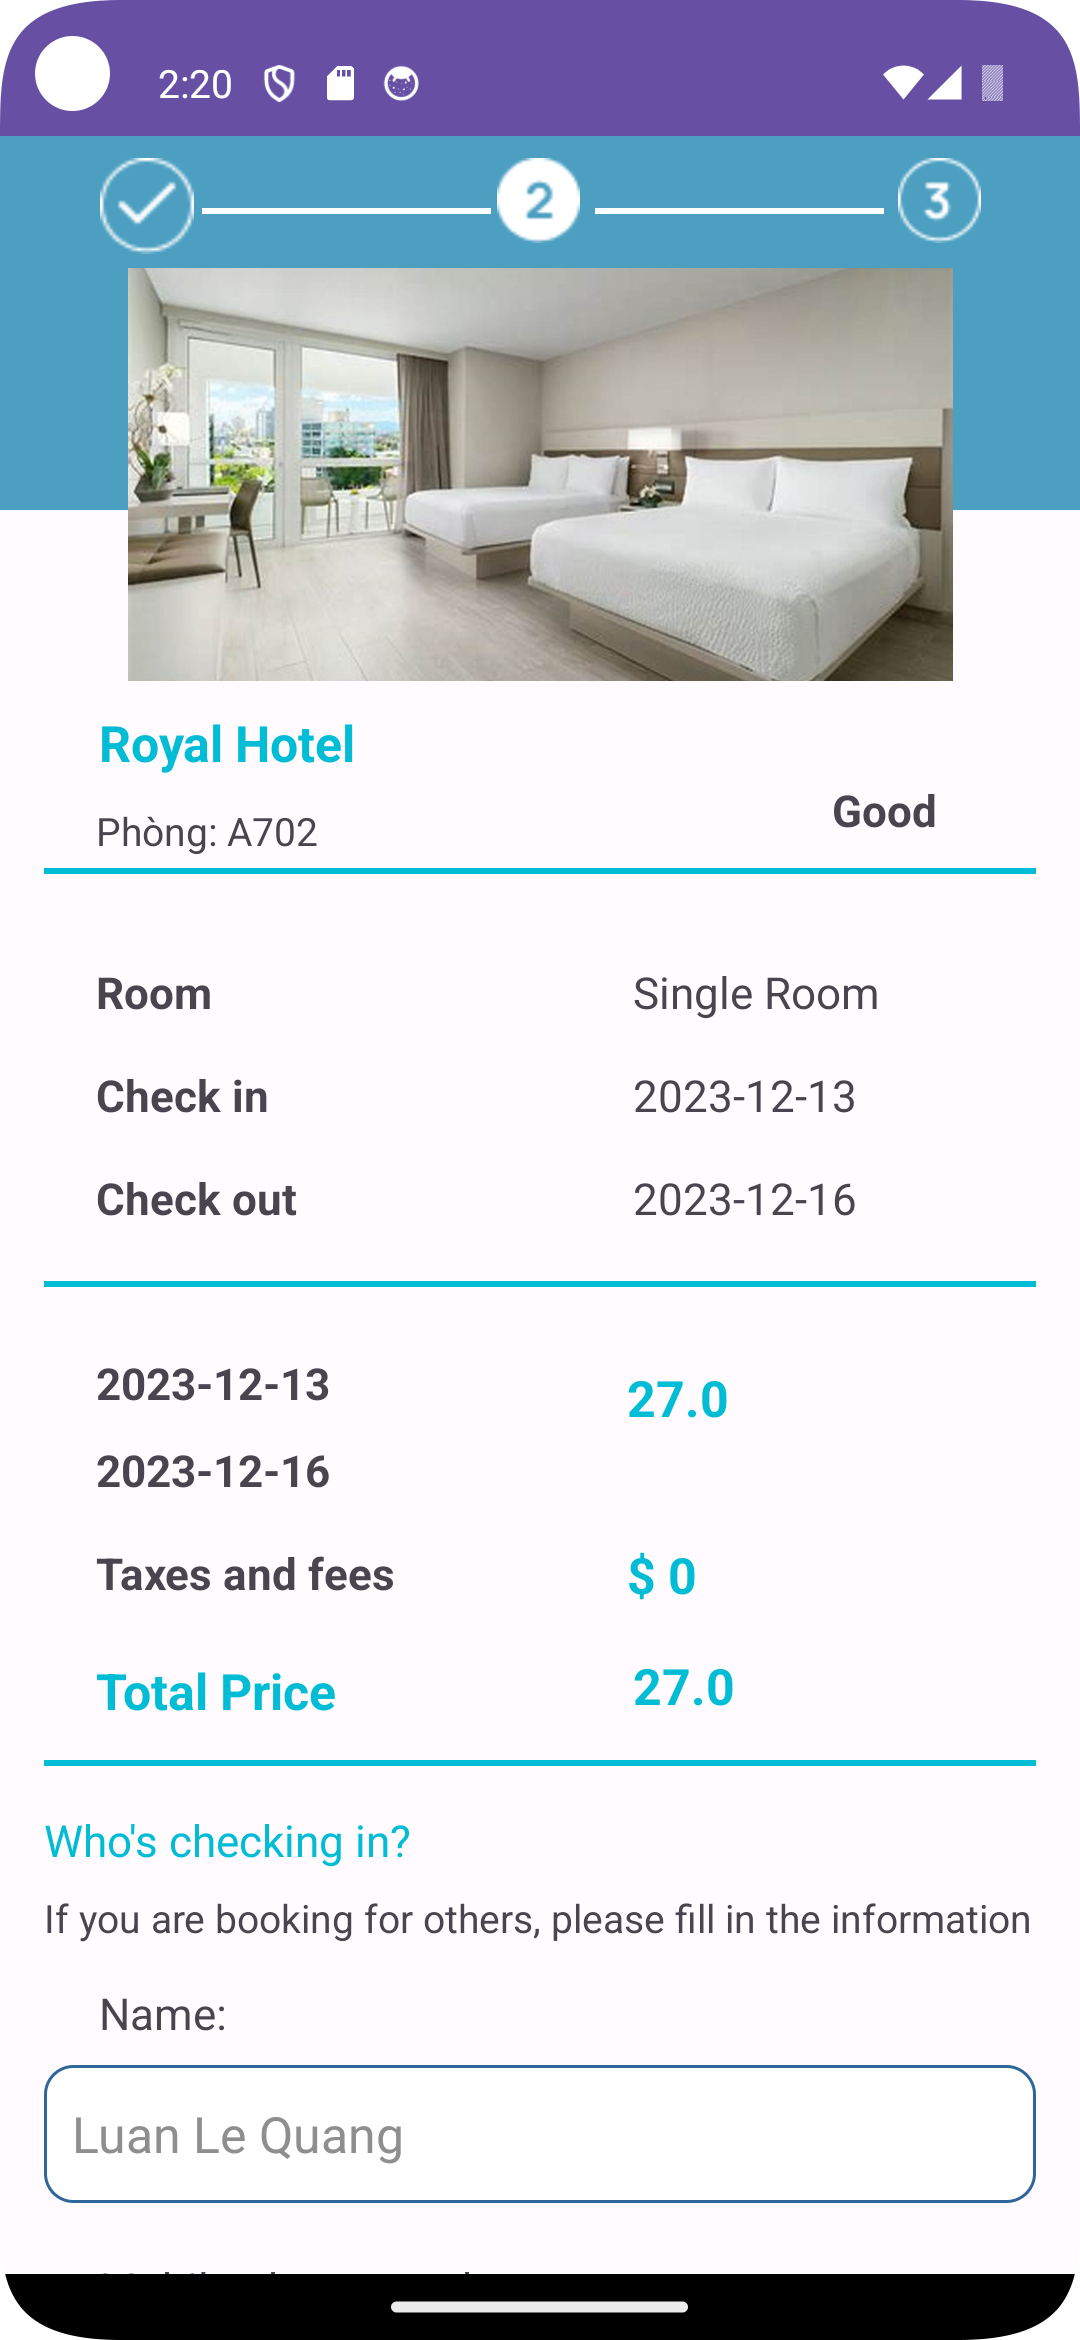 2:20
2
3
Royal Hotel
Good
Phòng: A702
Room Single Room
Check in 2023-12-13
Check out 2023-12-16
2023-12-13 27.0
2023-12-16
Taxes and fees $ 0
Total Price 27.0
Who's checking in?
If you are booking for others, please fill in the information
Name:
Luan Le Quang